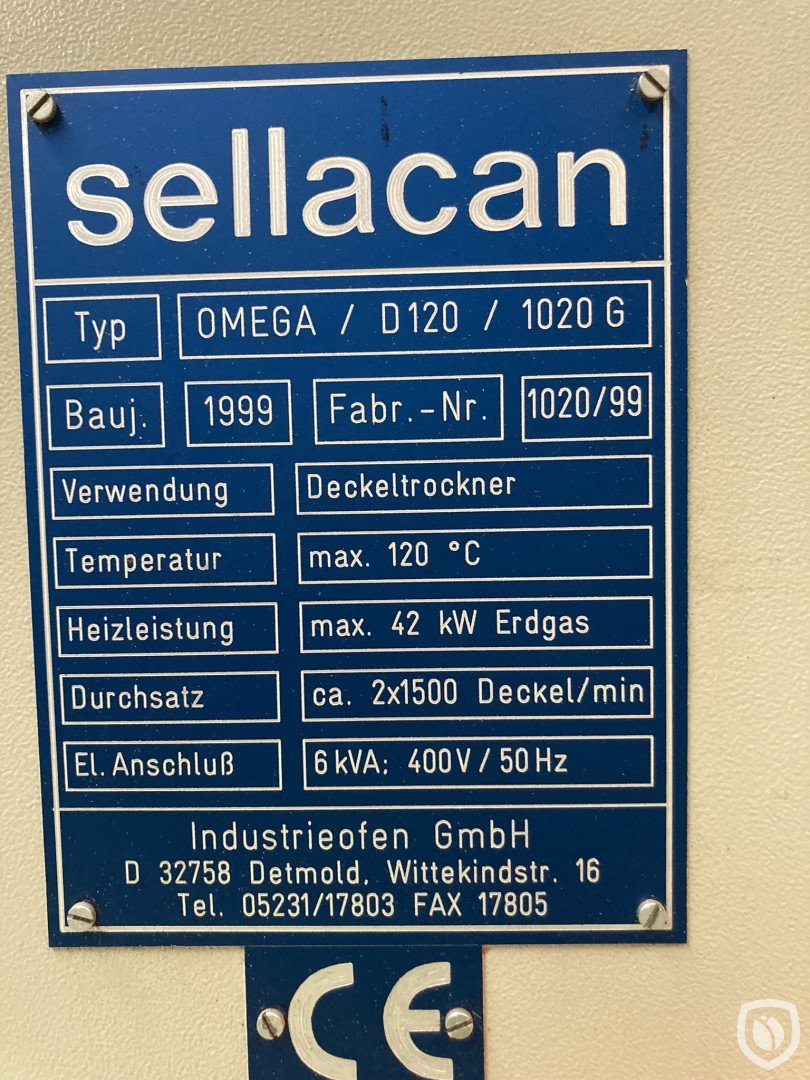 sellacan
Typ OMEGA / D120 / 1020 G
Bauj. 1999 Fabr.-Nr. 1020/99
Verwendung Deckeltrockner
Temperatur max. 120 °C
Heizleistung max. 42 kW Erdgas
Durchsatz ca. 2x1500 Deckel/min
El. Anschluß 6 kVA; 400V / 50 Hz
Industrieofen GmbH
D 32758 Detmold, Wittekindstr. 16
Tel. 05231/17803 FAX 17805
CE